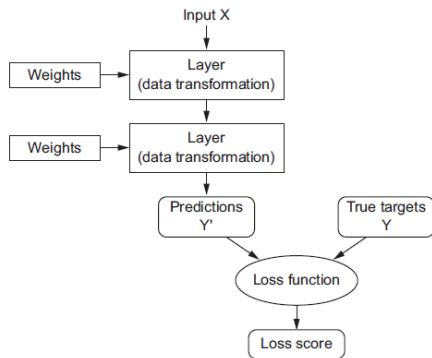 Input X
Weights
Layer
(data transformation)
Weights
Layer
(data transformation)
Predictions
Y'
True targets
Y
Loss function
Loss score